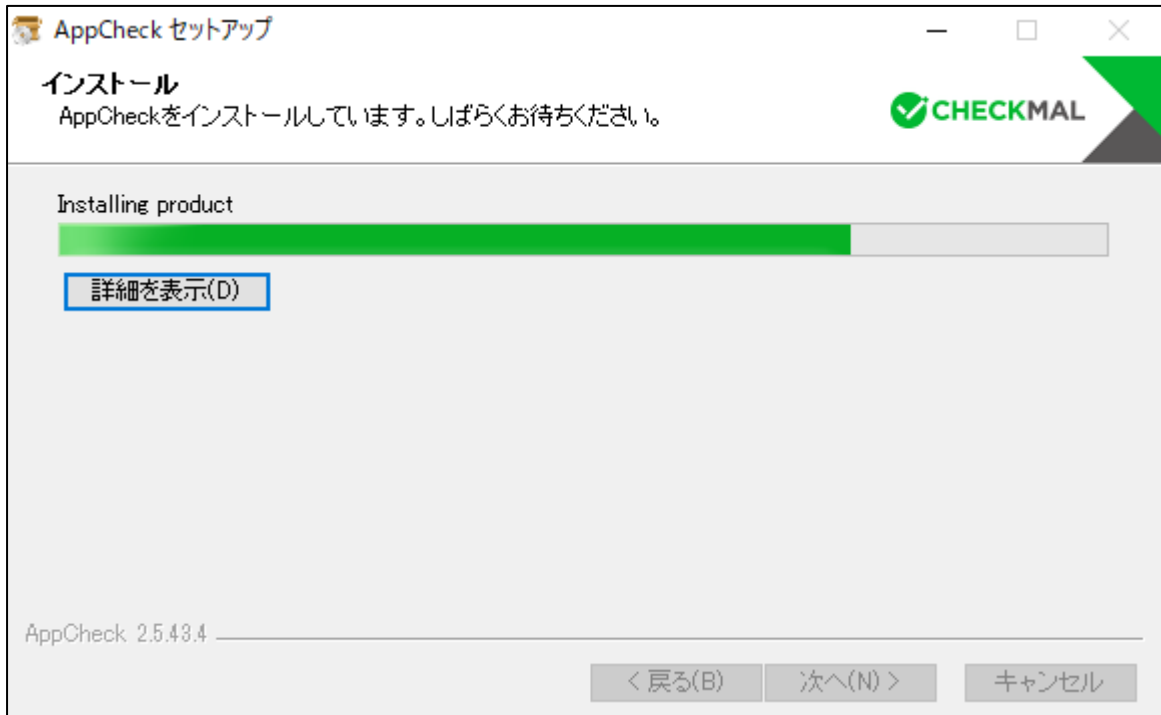 AppCheck セットアップ
インストール
AppCheckをインストールしています。しばらくお待ちください。
CHECKMAL
Installing product
詳細を表示(D)
AppCheck 2.5.43.4
< 戻る(B)
次へ(N) >
キャンセル